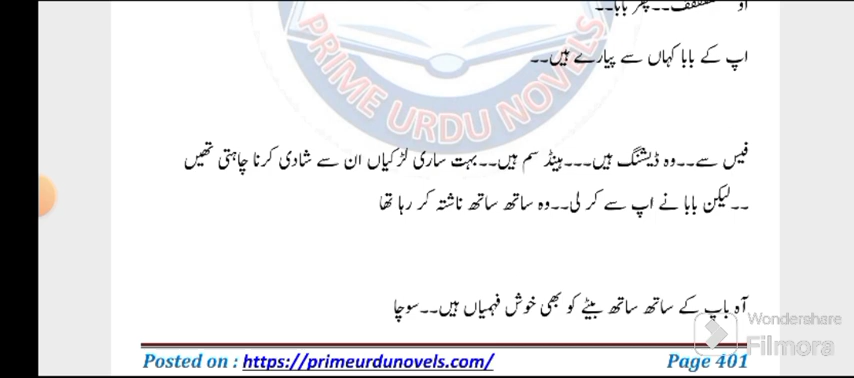 پھر بابا۔۔
اپ کے بابا کہاں سے پیارے ہیں۔۔
PRIME URDU NOVELS
فیس سے۔۔وہ ڈیشنگ ہیں۔۔۔ہینڈ سم ہیں۔۔بہت ساری لڑکیاں ان سے شادی کرنا چاہتی تھیں
۔۔لیکن بابا نے اپ سے کر لی۔۔وہ ساتھ ساتھ ناشتہ کر رہا تھا
آہ باپ کے ساتھ ساتھ بیٹے کو بھی خوش فہمیاں ہیں۔۔سوچا
Wondershare
Filmora
Posted on : https://primeurdunovels.com/ Page 401